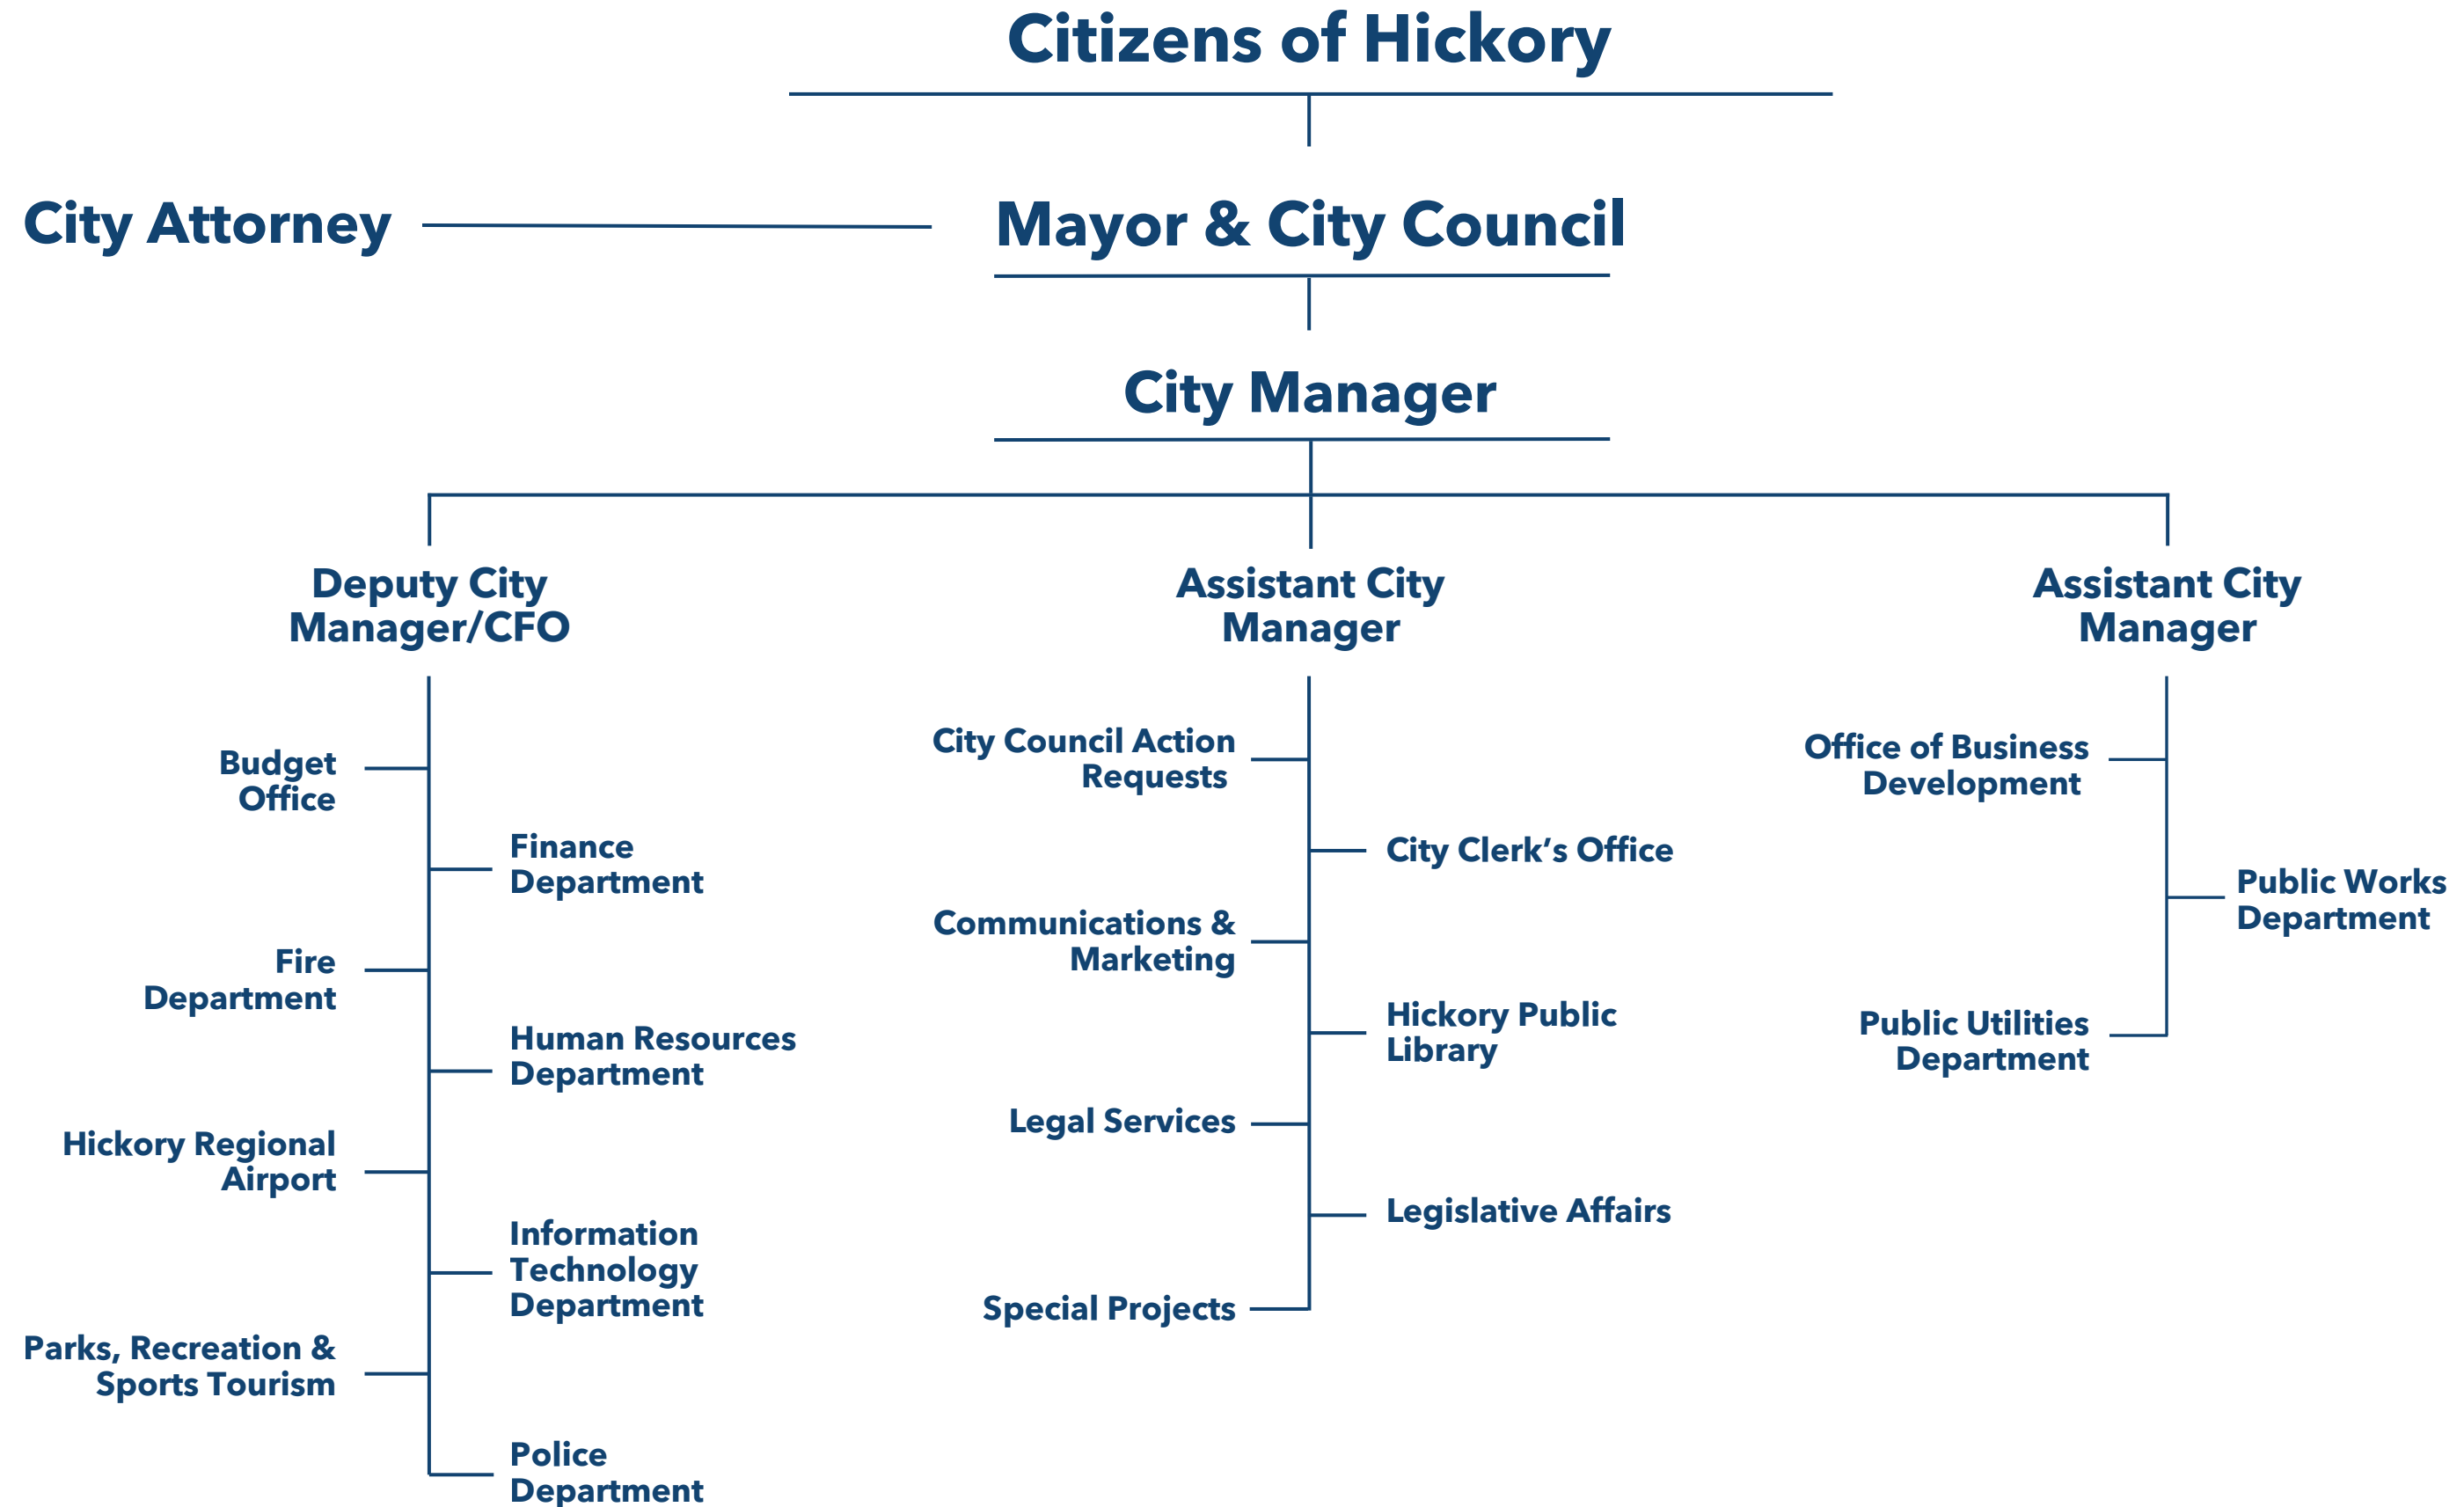 Citizens of Hickory
City Attorney
Mayor & City Council
City Manager
Deputy City
Manager/CFO
Budget
Office
Finance
Department
Fire
Department
Human Resources
Department
Hickory Regional
Airport
Information
Technology
Department
Parks, Recreation &
Sports Tourism
Police
Department
Assistant City
Manager
City Council Action
Requests
City Clerk’s Office
Communications &
Marketing
Hickory Public
Library
Legal Services
Legislative Affairs
Special Projects
Assistant City
Manager
Office of Business
Development
Public Works
Department
Public Utilities
Department